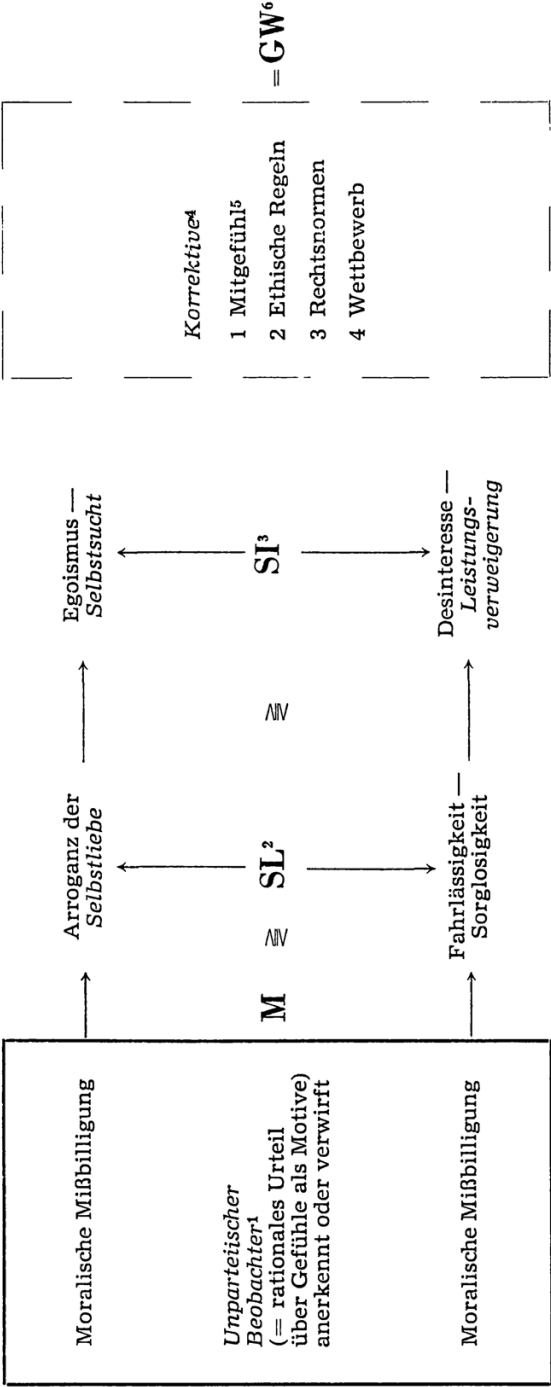 Moralische Mißbilligung
Unparteiischer
Beobachter¹
(= rationales Urteil
über Gefühle als Motive)
anerkennt oder verwirft
Moralische Mißbilligung
Arroganz der
Selbstliebe
M ≧ SL² ≧ SI³
Fahrlässigkeit —
Sorglosigkeit
Egoismus —
Selbstsucht
Desinteresse —
Leistungs-
verweigerung
Korrektive⁴
1 Mitgefühl⁵
2 Ethische Regeln
3 Rechtsnormen
4 Wettbewerb
= GW⁶